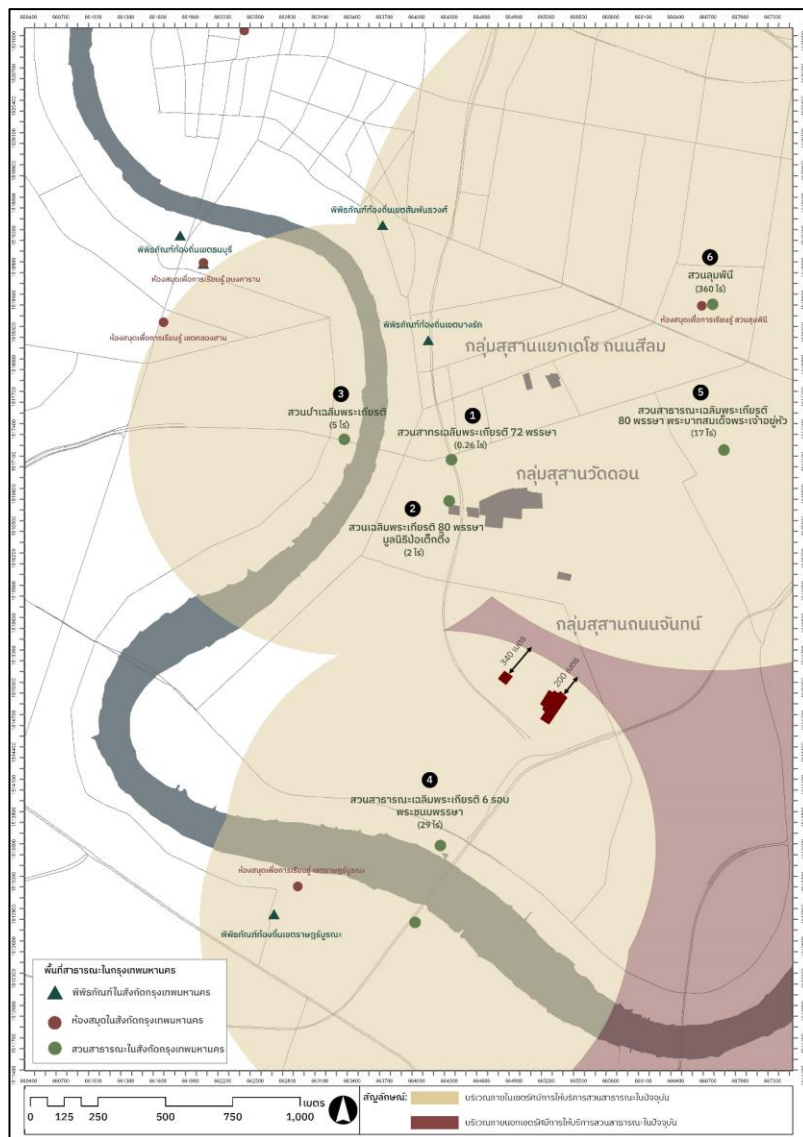 พิพิธภัณฑ์ท้องถิ่นเขตสัมพันธวงศ์
พิพิธภัณฑ์ท้องถิ่นเขตธนบุรี
ห้องสมุดเพื่อการเรียนรู้ อนงคาราม
ห้องสมุดเพื่อการเรียนรู้ เขตคลองสาน
6
สวนลุมพินี
(360 ไร่)
ห้องสมุดเพื่อการเรียนรู้ สวนลุมพินี
พิพิธภัณฑ์ท้องถิ่นเขตบางรัก
กลุ่มสุสานแยกเดโช ถนนสีลม
3
สวนป่าเฉลิมพระเกียรติ
(5 ไร่)
1
สวนสาทรเฉลิมพระเกียรติ 72 พรรษา
(0.26 ไร่)
5
สวนสาธารณะเฉลิมพระเกียรติ
80 พรรษา พระบาทสมเด็จพระเจ้าอยู่หัว
(17 ไร่)
กลุ่มสุสานวัดดอน
2
สวนเฉลิมพระเกียรติ 80 พรรษา
มูลนิธิป่อเต็กตึ๊ง
(2 ไร่)
กลุ่มสุสานถนนจันทน์
340 เมตร
200 เมตร
4
สวนสาธารณะเฉลิมพระเกียรติ 6 รอบ
พระชนมพรรษา
(29 ไร่)
ห้องสมุดเพื่อการเรียนรู้ เขตราษฎร์บูรณะ
พิพิธภัณฑ์ท้องถิ่นเขตราษฎร์บูรณะ
พื้นที่สาธารณะในกรุงเทพมหานคร
พิพิธภัณฑ์ในสังกัดกรุงเทพมหานคร
ห้องสมุดในสังกัดกรุงเทพมหานคร
สวนสาธารณะในสังกัดกรุงเทพมหานคร
เมตร
0 125 250 500 750 1,000
สัญลักษณ์:
บริเวณภายในเขตรัศมีการให้บริการสวนสาธารณะในปัจจุบัน
บริเวณภายนอกเขตรัศมีการให้บริการสวนสาธารณะในปัจจุบัน